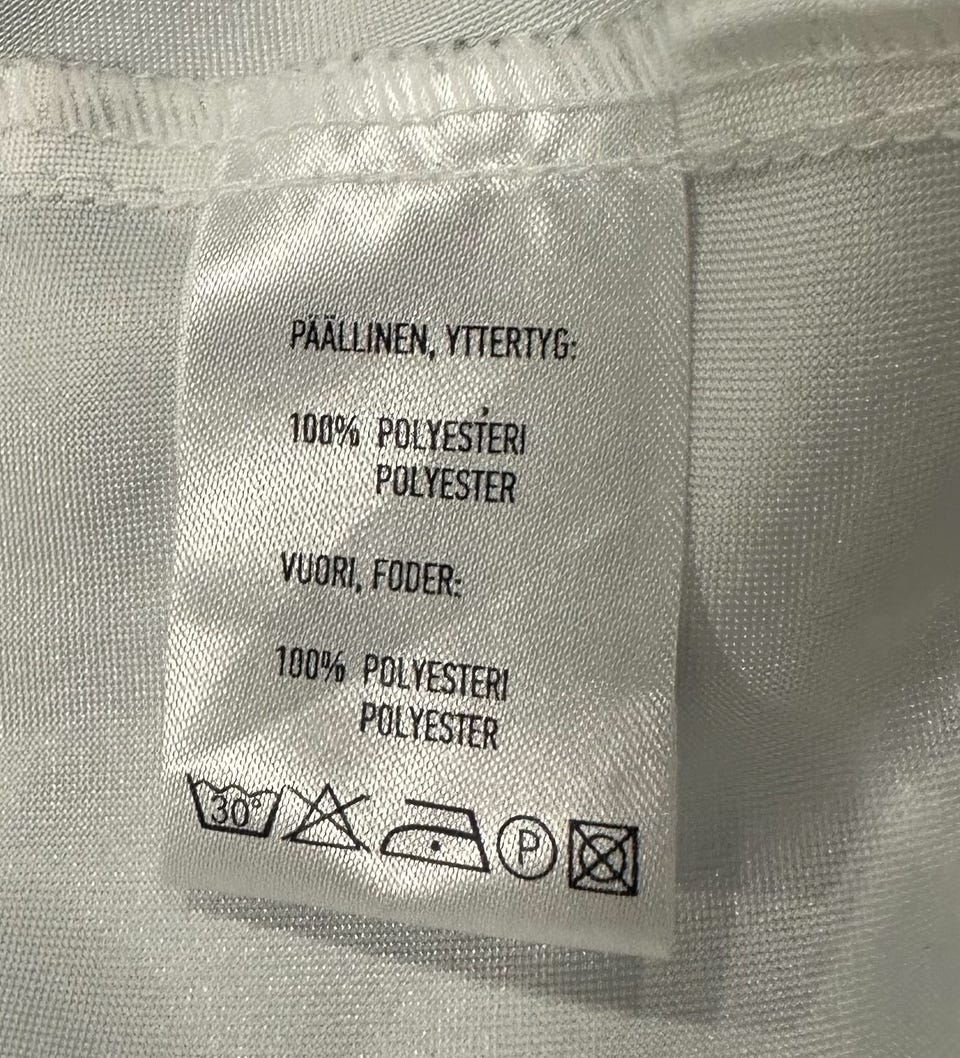 PÄÄLLINEN, YTTERTYG:
100% POLYESTERI
POLYESTER
VUORI, FODER:
100% POLYESTERI
POLYESTER
30° P